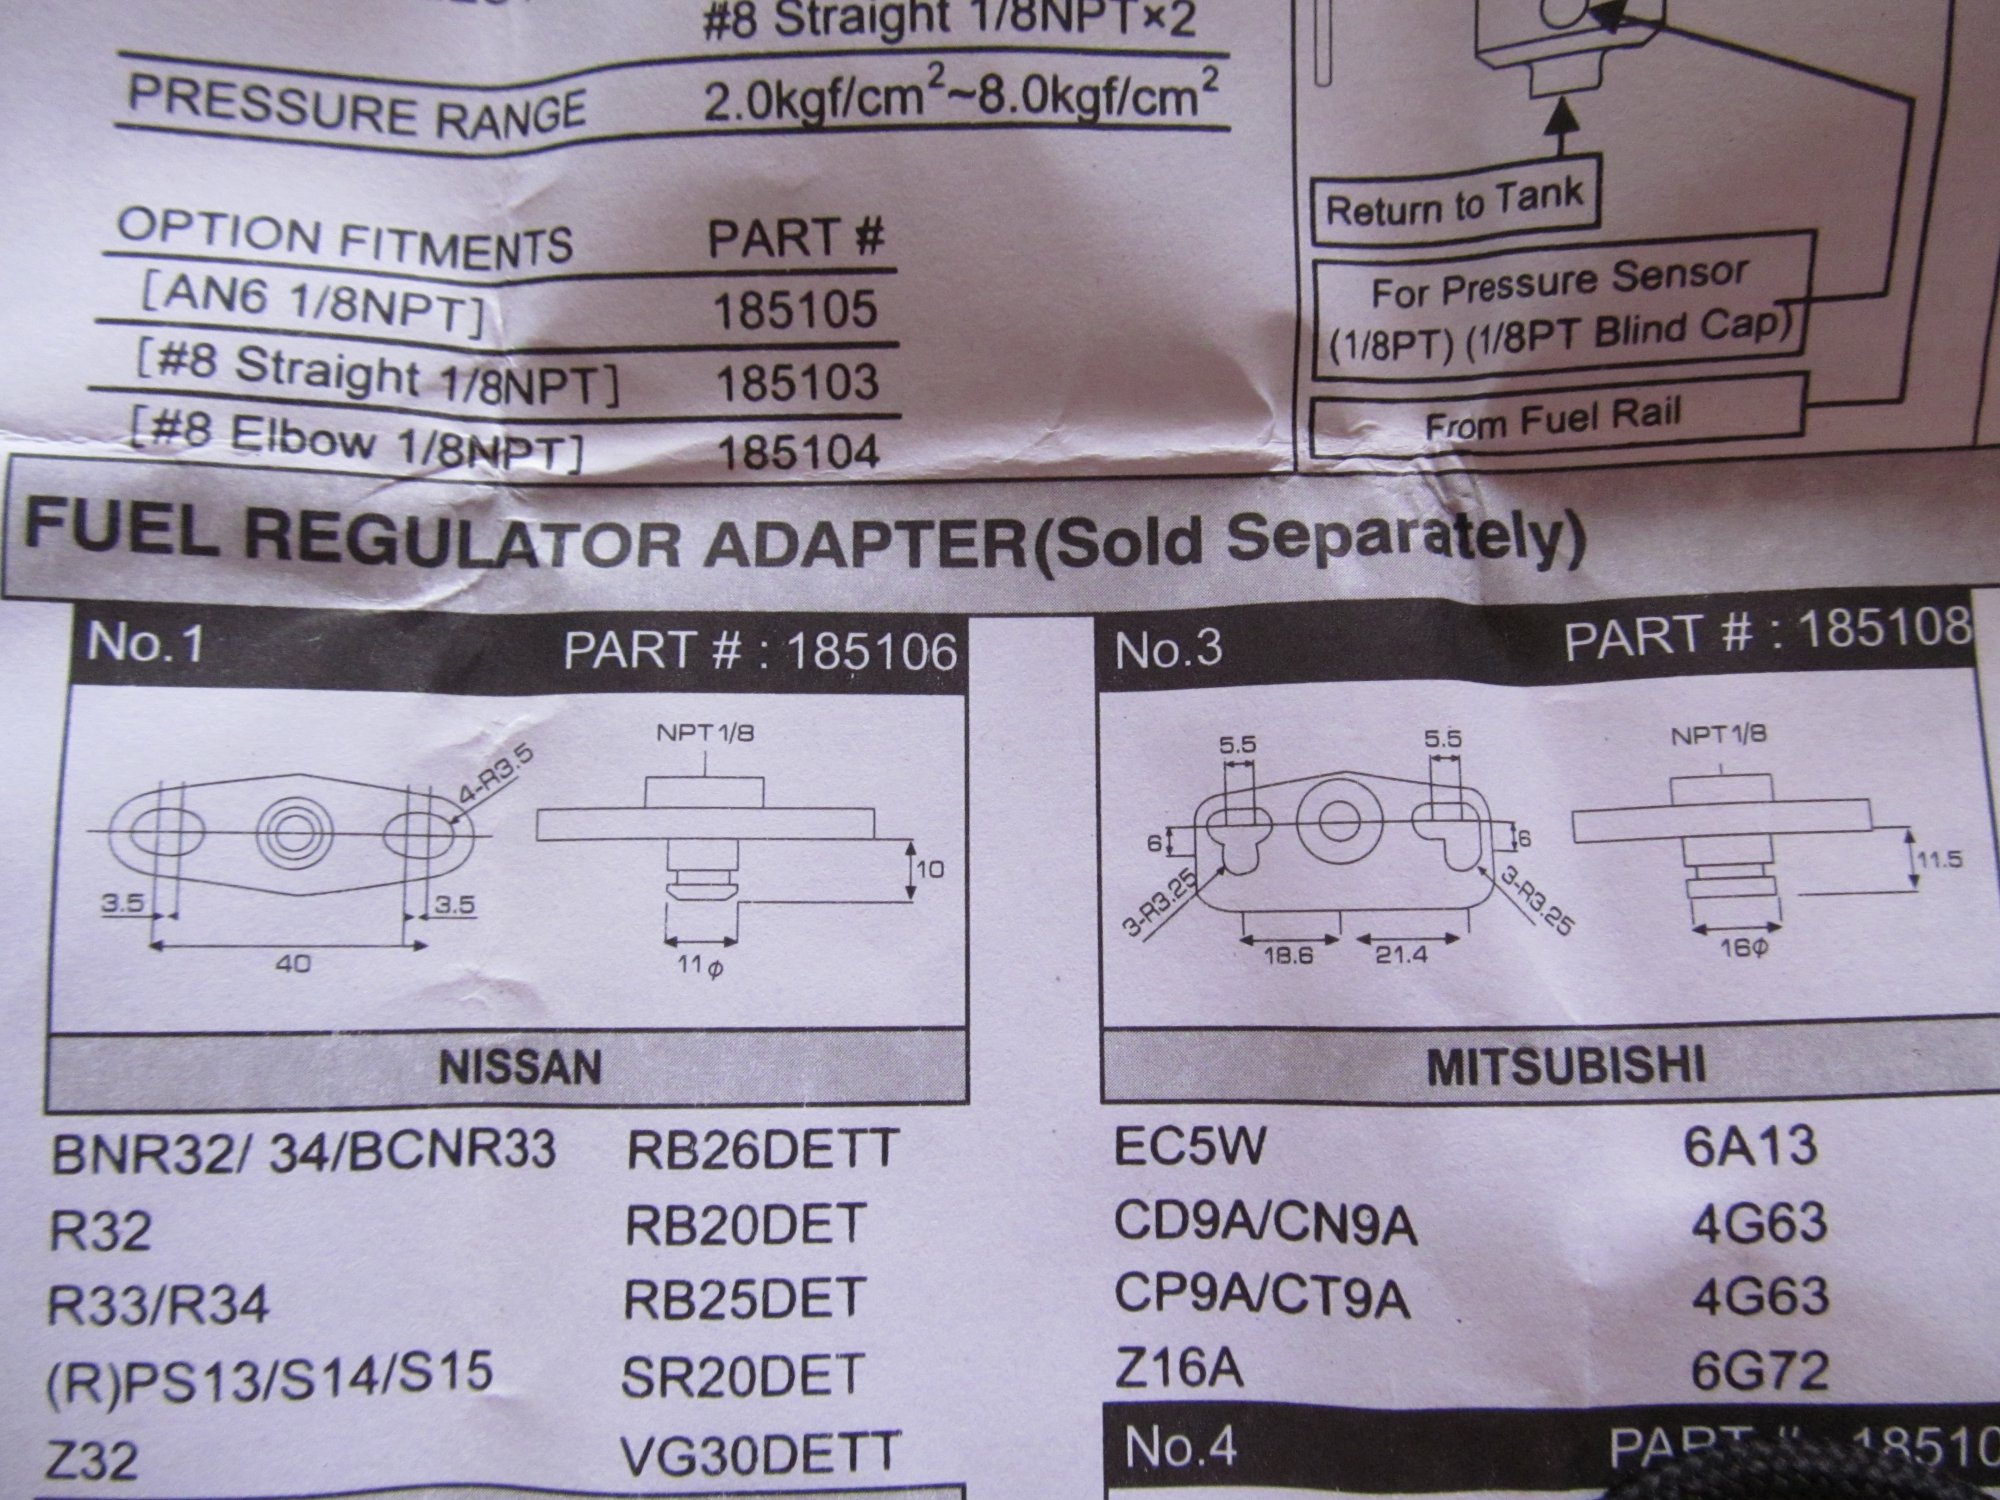 #8 Straight 1/8NPT×2
PRESSURE RANGE 2.0kgf/cm²~8.0kgf/cm²
OPTION FITMENTS PART #
[AN6 1/8NPT] 185105
[#8 Straight 1/8NPT] 185103
[#8 Elbow 1/8NPT] 185104
Return to Tank
For Pressure Sensor
(1/8PT) (1/8PT Blind Cap)
From Fuel Rail
FUEL REGULATOR ADAPTER(Sold Separately)
No.1 PART # : 185106
NPT1/8
4-R3.5
10
3.5 3.5
40
11φ
NISSAN
BNR32/ 34/BCNR33 RB26DETT
R32 RB20DET
R33/R34 RB25DET
(R)PS13/S14/S15 SR20DET
Z32 VG30DETT
No.3 PART # : 185108
5.5 5.5
NPT1/8
6 6
11.5
3-R3.25 3-R3.25
18.6 21.4
16φ
MITSUBISHI
EC5W 6A13
CD9A/CN9A 4G63
CP9A/CT9A 4G63
Z16A 6G72
No.4 PART # : 18510